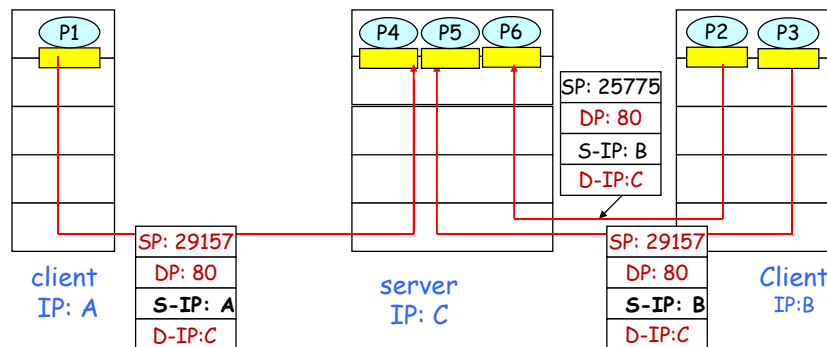 P1
P4
P5
P6
P2
P3
SP: 25775
DP: 80
S-IP: B
D-IP:C
SP: 29157
DP: 80
S-IP: A
D-IP:C
SP: 29157
DP: 80
S-IP: B
D-IP:C
client
IP: A
server
IP: C
Client
IP:B